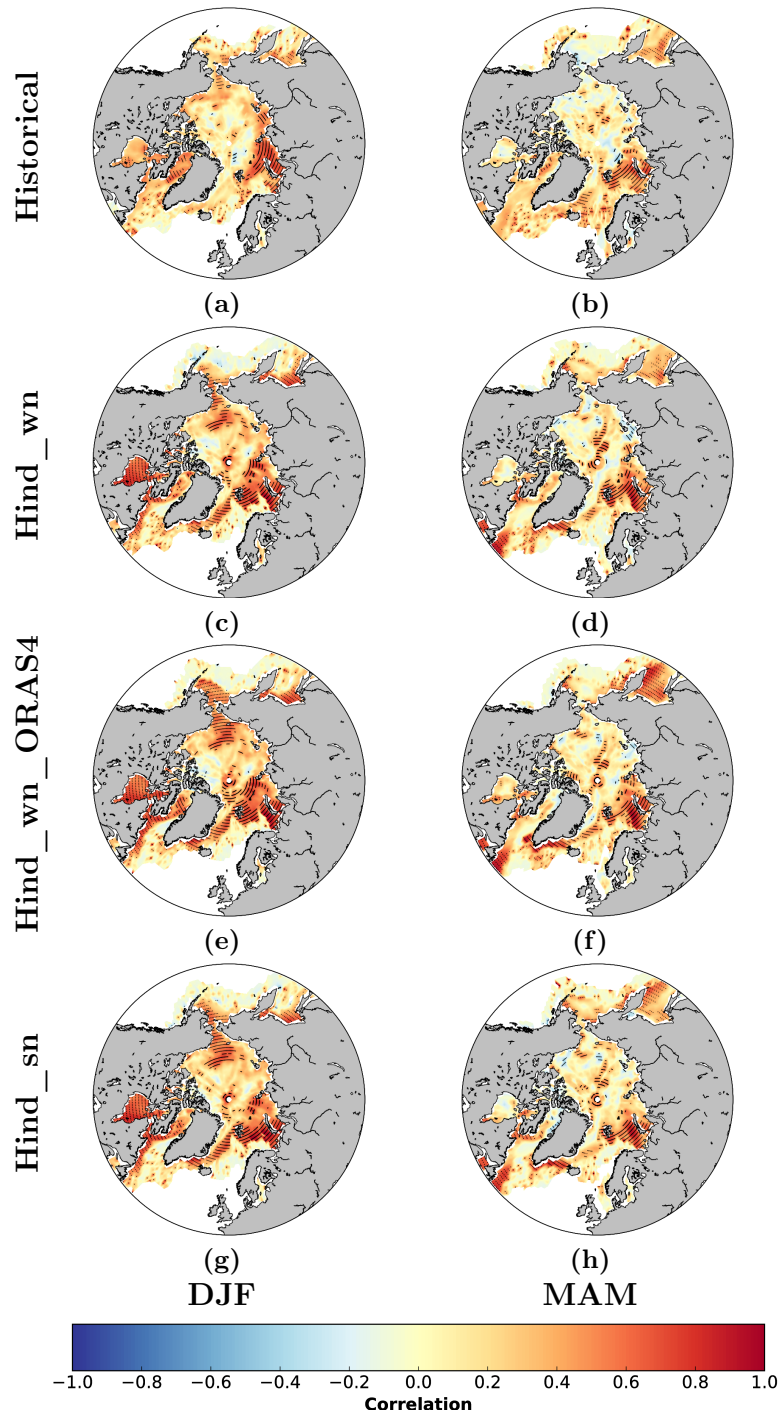 Historical
(a)
(b)
Hind_wn
(c)
(d)
Hind_wn_ORAS4
(e)
(f)
Hind_sn
(g)
(h)
DJF
MAM
−1.0 −0.8 −0.6 −0.4 −0.2 0.0 0.2 0.4 0.6 0.8 1.0
Correlation